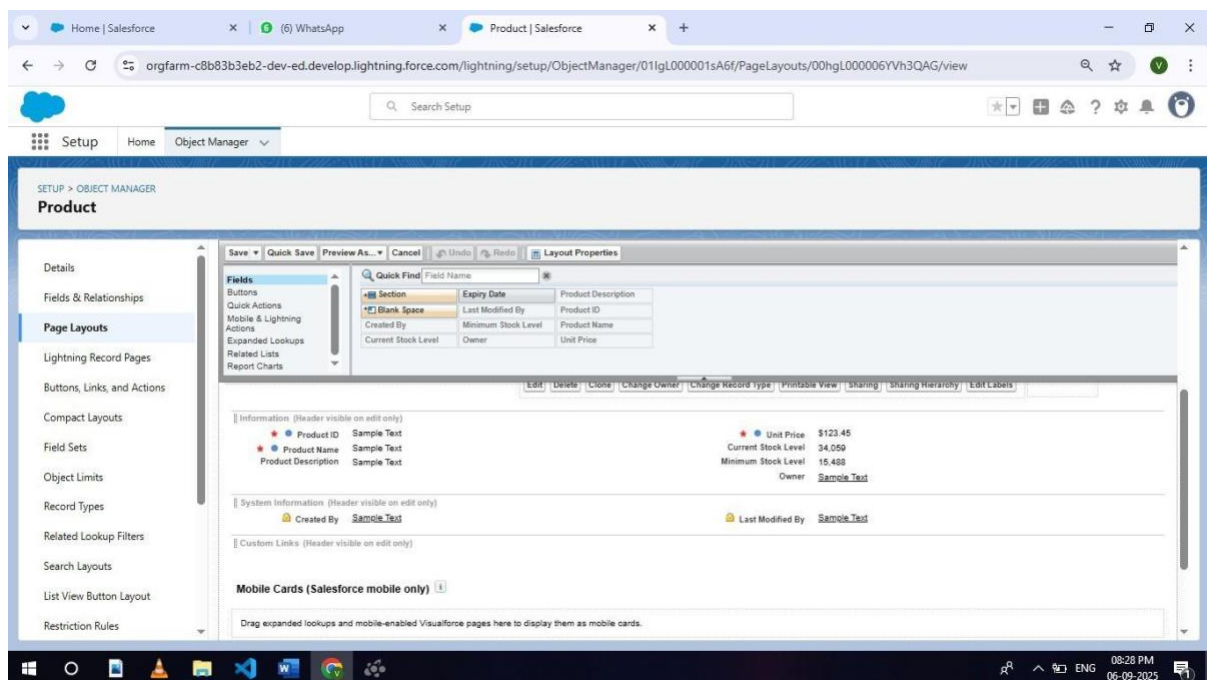 Home | Salesforce
(6) WhatsApp
Product | Salesforce
orgfarm-c8b83b3eb2-dev-ed.develop.lightning.force.com/lightning/setup/ObjectManager/01IgL000001sA6f/PageLayouts/00hgL000006YVh3QAG/view
V
Search Setup
Setup Home Object Manager
SETUP > OBJECT MANAGER
Product
Details
Fields & Relationships
Page Layouts
Lightning Record Pages
Buttons, Links, and Actions
Compact Layouts
Field Sets
Object Limits
Record Types
Related Lookup Filters
Search Layouts
List View Button Layout
Restriction Rules
Save Quick Save Preview As... Cancel Undo Redo Layout Properties
Fields
Buttons
Quick Actions
Mobile & Lightning
Actions
Expanded Lookups
Related Lists
Report Charts
Quick Find Field Name
Section Expiry Date Product Description
Blank Space Last Modified By Product ID
Created By Minimum Stock Level Product Name
Current Stock Level Owner Unit Price
Edit Delete Clone Change Owner Change Record Type Printable View Sharing Sharing Hierarchy Edit Labels
Information (Header visible on edit only)
Product ID Sample Text Unit Price $123.45
Product Name Sample Text Current Stock Level 34,059
Product Description Sample Text Minimum Stock Level 15,488
Owner Sample Text
System Information (Header visible on edit only)
Created By Sample Text Last Modified By Sample Text
Custom Links (Header visible on edit only)
Mobile Cards (Salesforce mobile only) i
Drag expanded lookups and mobile-enabled Visualforce pages here to display them as mobile cards.
ENG 08:28 PM
06-09-2025